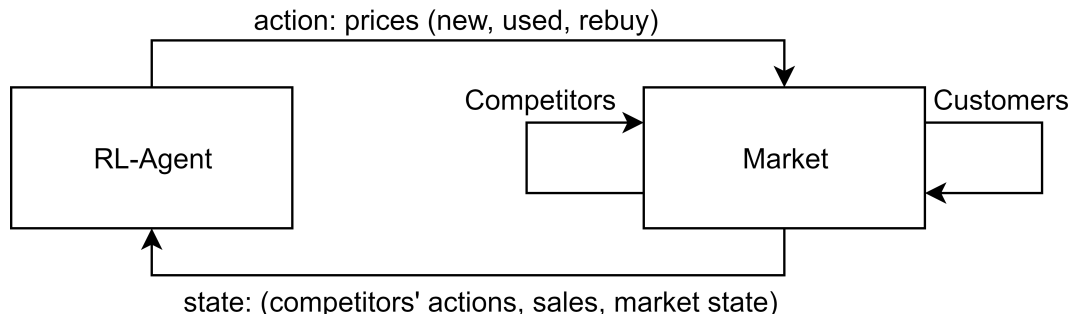 action: prices (new, used, rebuy)
Competitors
Customers
RL-Agent
Market
state: (competitors' actions, sales, market state)